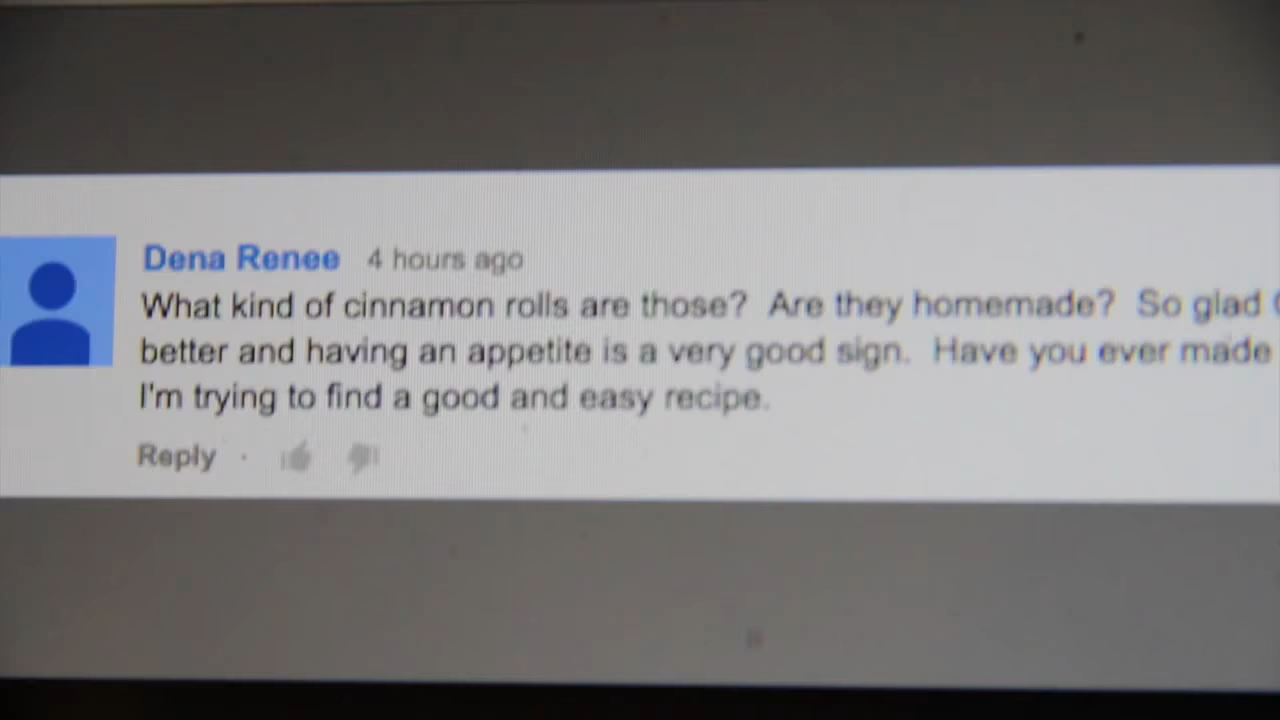 Dena Renee 4 hours ago
What kind of cinnamon rolls are those? Are they homemade? So glad
better and having an appetite is a very good sign. Have you ever made
I'm trying to find a good and easy recipe.
Reply ·